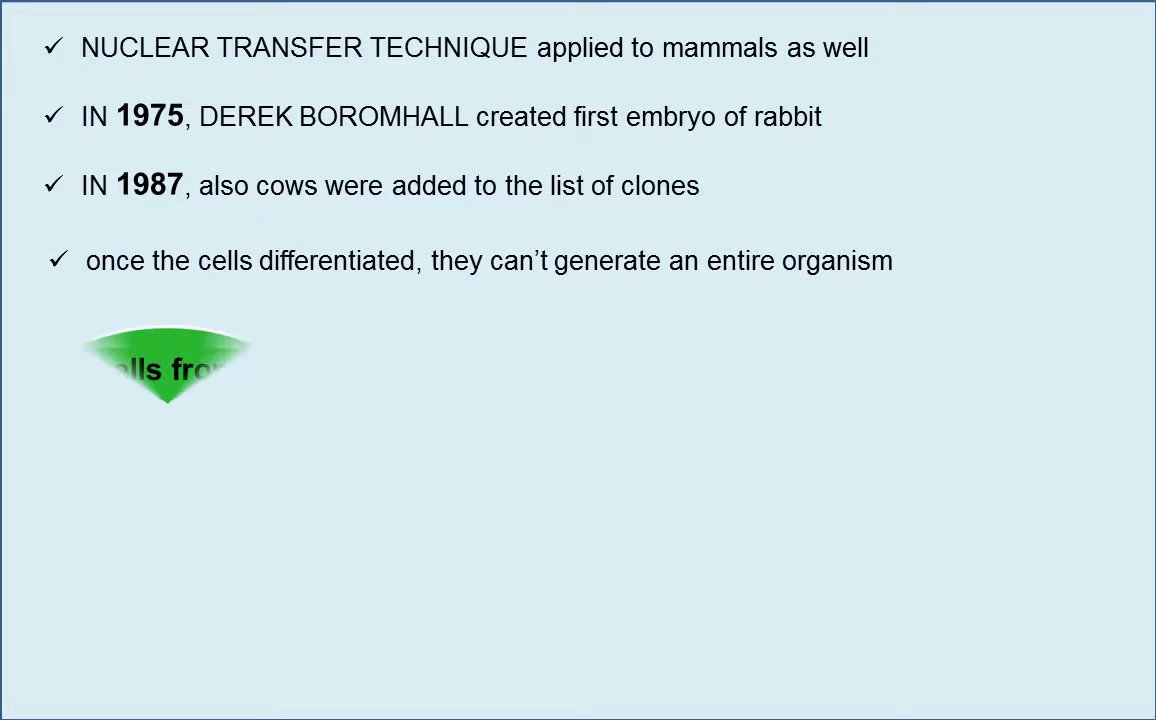 ✓ NUCLEAR TRANSFER TECHNIQUE applied to mammals as well
✓ IN 1975, DEREK BOROMHALL created first embryo of rabbit
✓ IN 1987, also cows were added to the list of clones
✓ once the cells differentiated, they can’t generate an entire organism